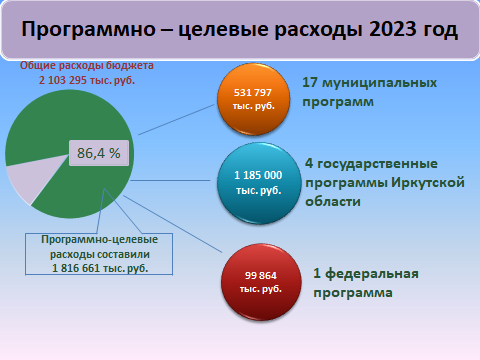 Программно – целевые расходы 2023 год
Общие расходы бюджета
2 103 295 тыс. руб.
86,4 %
Программно-целевые
расходы составили
1 816 661 тыс. руб.
531 797
тыс. руб.
17 муниципальных
программ
1 185 000
тыс. руб.
4 государственные
программы Иркутской
области
99 864
тыс. руб.
1 федеральная
программа